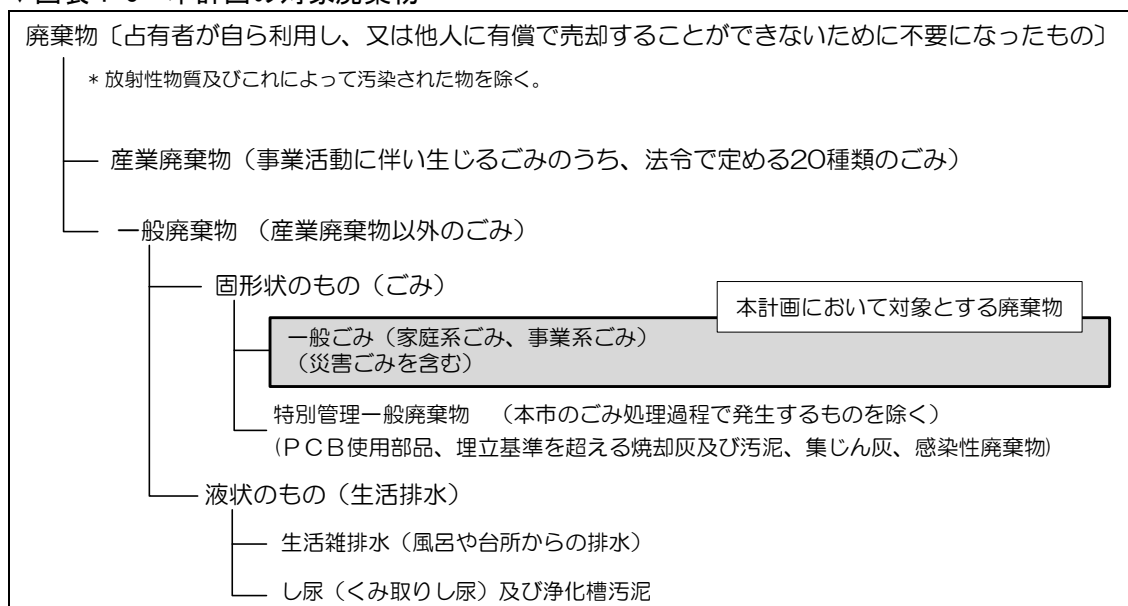 廃棄物〔占有者が自ら利用し、又は他人に有償で売却することができないために不要になったもの〕
＊放射性物質及びこれによって汚染された物を除く。
産業廃棄物（事業活動に伴い生じるごみのうち、法令で定める20種類のごみ）
一般廃棄物 （産業廃棄物以外のごみ）
固形状のもの（ごみ）
本計画において対象とする廃棄物
一般ごみ（家庭系ごみ、事業系ごみ）
（災害ごみを含む）
特別管理一般廃棄物 （本市のごみ処理過程で発生するものを除く）
(ＰＣＢ使用部品、埋立基準を超える焼却灰及び汚泥、集じん灰、感染性廃棄物)
液状のもの（生活排水）
生活雑排水（風呂や台所からの排水）
し尿（くみ取りし尿）及び浄化槽汚泥